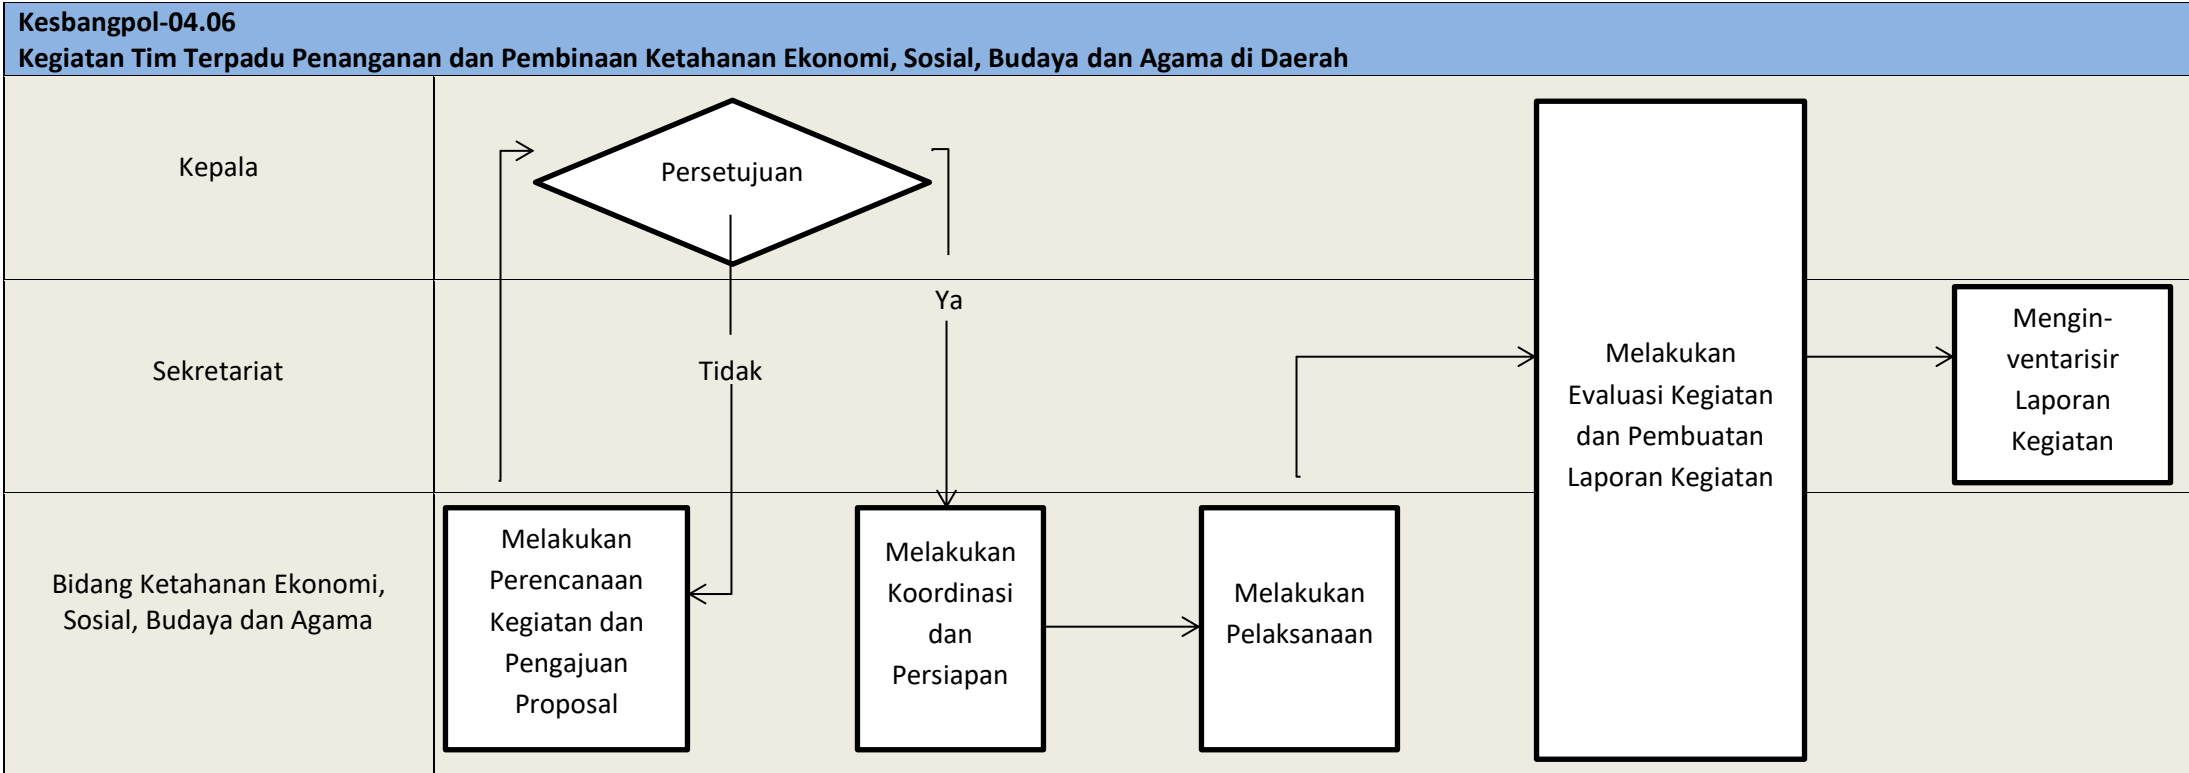 Kesbangpol-04.06
Kegiatan Tim Terpadu Penanganan dan Pembinaan Ketahanan Ekonomi, Sosial, Budaya dan Agama di Daerah
Kepala
Persetujuan
Sekretariat
Ya
Tidak
Melakukan
Evaluasi Kegiatan
dan Pembuatan
Laporan Kegiatan
Mengin-
ventarisir
Laporan
Kegiatan
Bidang Ketahanan Ekonomi,
Sosial, Budaya dan Agama
Melakukan
Perencanaan
Kegiatan dan
Pengajuan
Proposal
Melakukan
Koordinasi
dan
Persiapan
Melakukan
Pelaksanaan